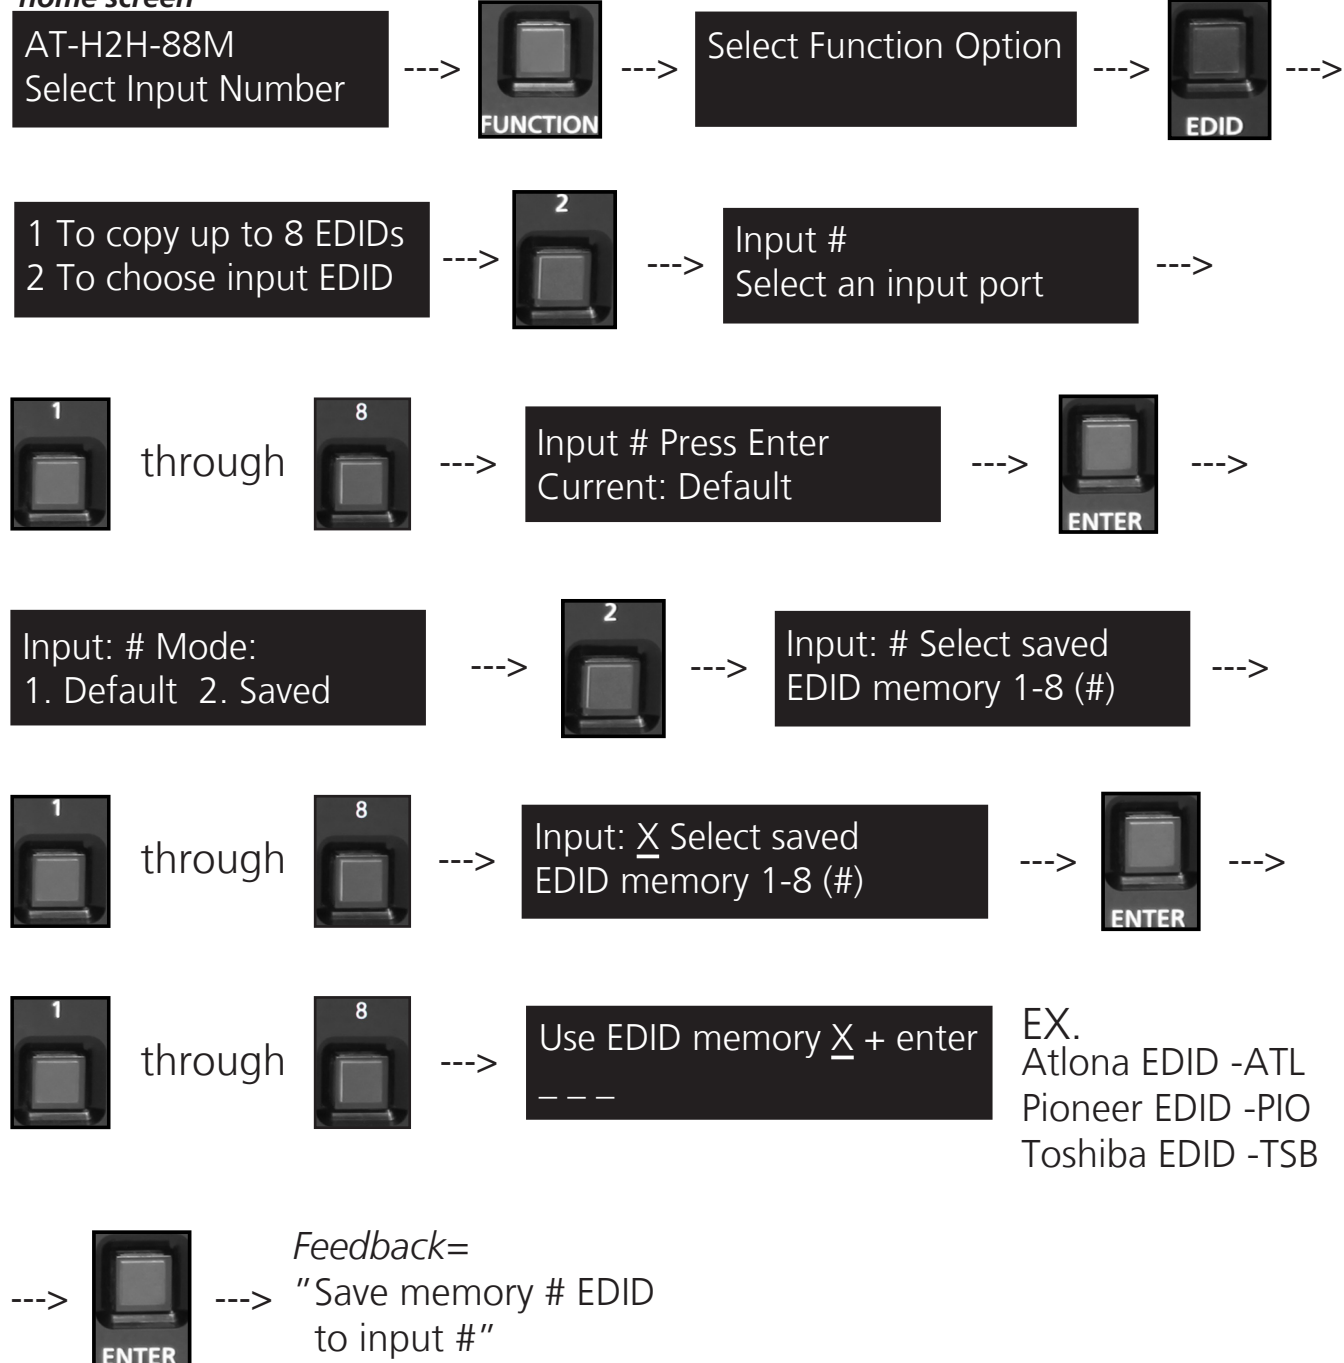 home screen
AT-H2H-88M
Select Input Number
--->
FUNCTION
--->
Select Function Option
--->
EDID
--->
1 To copy up to 8 EDIDs
2 To choose input EDID
--->
2
--->
Input #
Select an input port
--->
1
through
8
--->
Input # Press Enter
Current: Default
--->
ENTER
--->
Input: # Mode:
1. Default 2. Saved
--->
2
--->
Input: # Select saved
EDID memory 1-8 (#)
--->
1
through
8
--->
Input: X Select saved
EDID memory 1-8 (#)
--->
ENTER
--->
1
through
8
--->
Use EDID memory X + enter
_ _ _
EX.
Atlona EDID -ATL
Pioneer EDID -PIO
Toshiba EDID -TSB
--->
ENTER
--->
Feedback=
"Save memory # EDID
to input #"